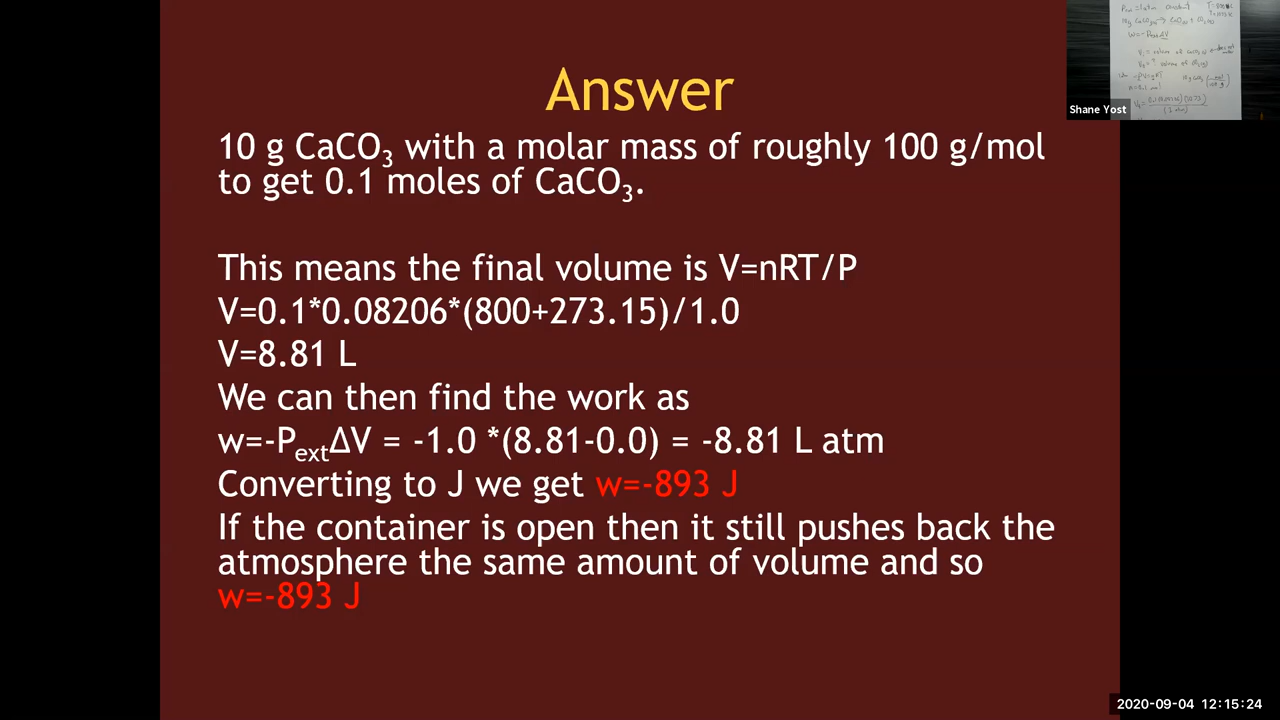 Answer
10 g CaCO₃ with a molar mass of roughly 100 g/mol
to get 0.1 moles of CaCO₃.
This means the final volume is V=nRT/P
V=0.1*0.08206*(800+273.15)/1.0
V=8.81 L
We can then find the work as
w=-Pₑₓₜ∆V = -1.0 *(8.81-0.0) = -8.81 L atm
Converting to J we get w=-893 J
If the container is open then it still pushes back the
atmosphere the same amount of volume and so
w=-893 J
Shane Yost
2020-09-04 12:15:24